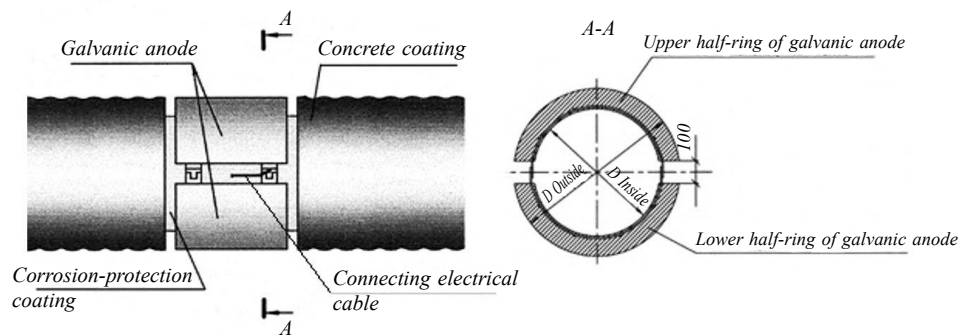 A
Galvanic anode
Concrete coating
Corrosion-protection
coating
Connecting electrical
cable
A
A-A
Upper half-ring of galvanic anode
100
D Outside
D Inside
Lower half-ring of galvanic anode